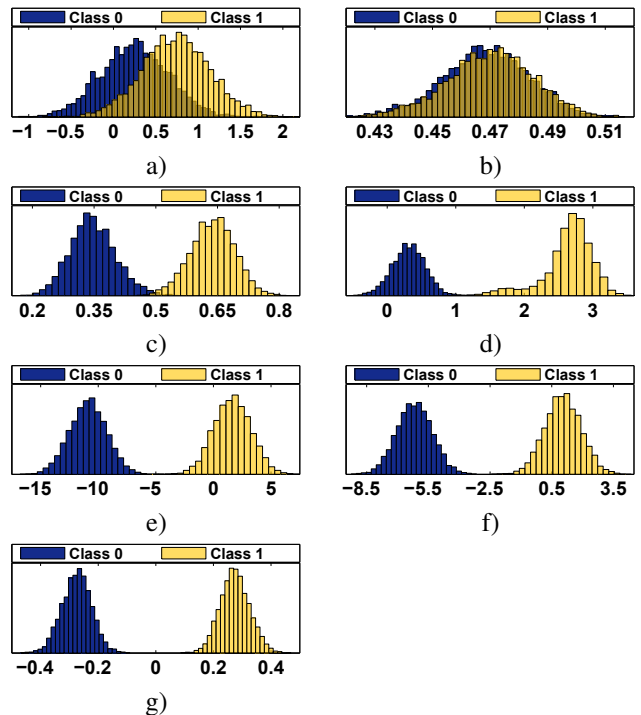 Class 0 Class 1 Class 0 Class 1
−1 −0.5 0 0.5 1 1.5 2 0.43 0.45 0.47 0.49 0.51
a) b)
Class 0 Class 1 Class 0 Class 1
0.2 0.35 0.5 0.65 0.8 0 1 2 3
c) d)
Class 0 Class 1 Class 0 Class 1
−15 −10 −5 0 5 −8.5 −5.5 −2.5 0.5 3.5
e) f)
Class 0 Class 1
−0.4 −0.2 0 0.2 0.4
g)